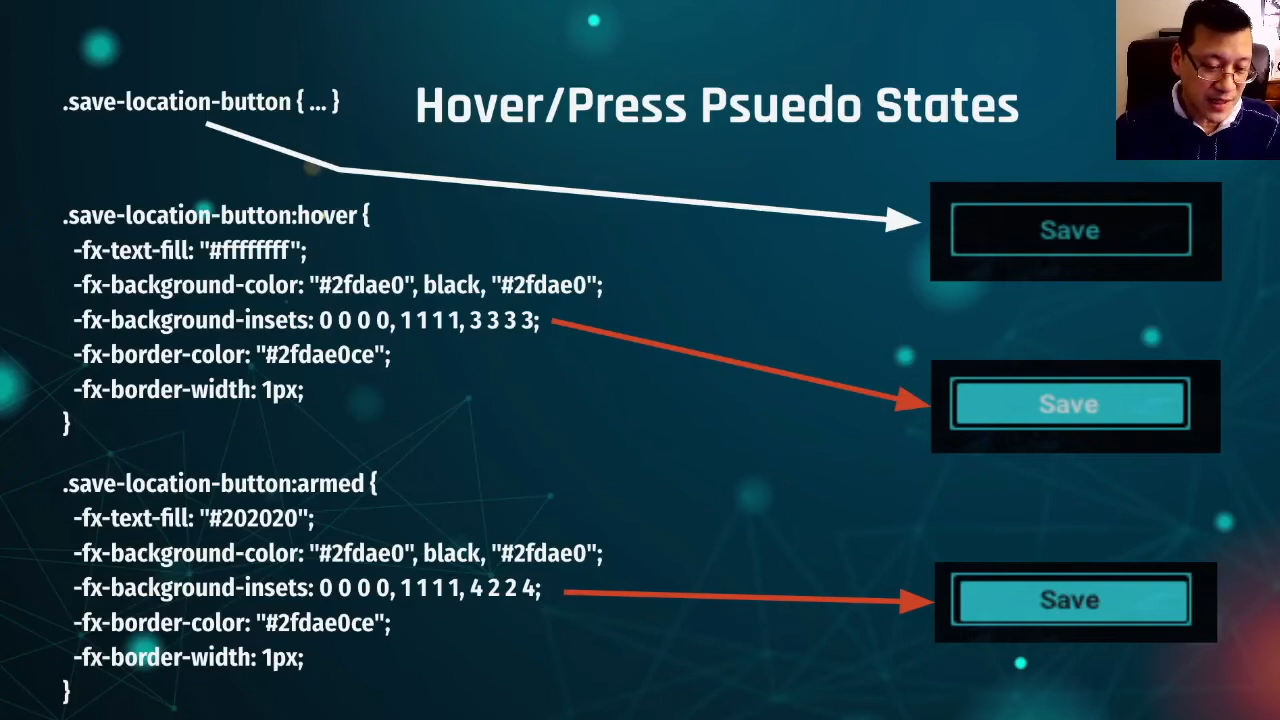 .save-location-button { ... }
Hover/Press Psuedo States
.save-location-button:hover {
-fx-text-fill: "#ffffffff";
-fx-background-color: "#2fdae0", black, "#2fdae0";
-fx-background-insets: 0 0 0 0, 1 1 1 1, 3 3 3 3;
-fx-border-color: "#2fdae0ce";
-fx-border-width: 1px;
}
.save-location-button:armed {
-fx-text-fill: "#202020";
-fx-background-color: "#2fdae0", black, "#2fdae0";
-fx-background-insets: 0 0 0 0, 1 1 1 1, 4 2 2 4;
-fx-border-color: "#2fdae0ce";
-fx-border-width: 1px;
}
Save
Save
Save